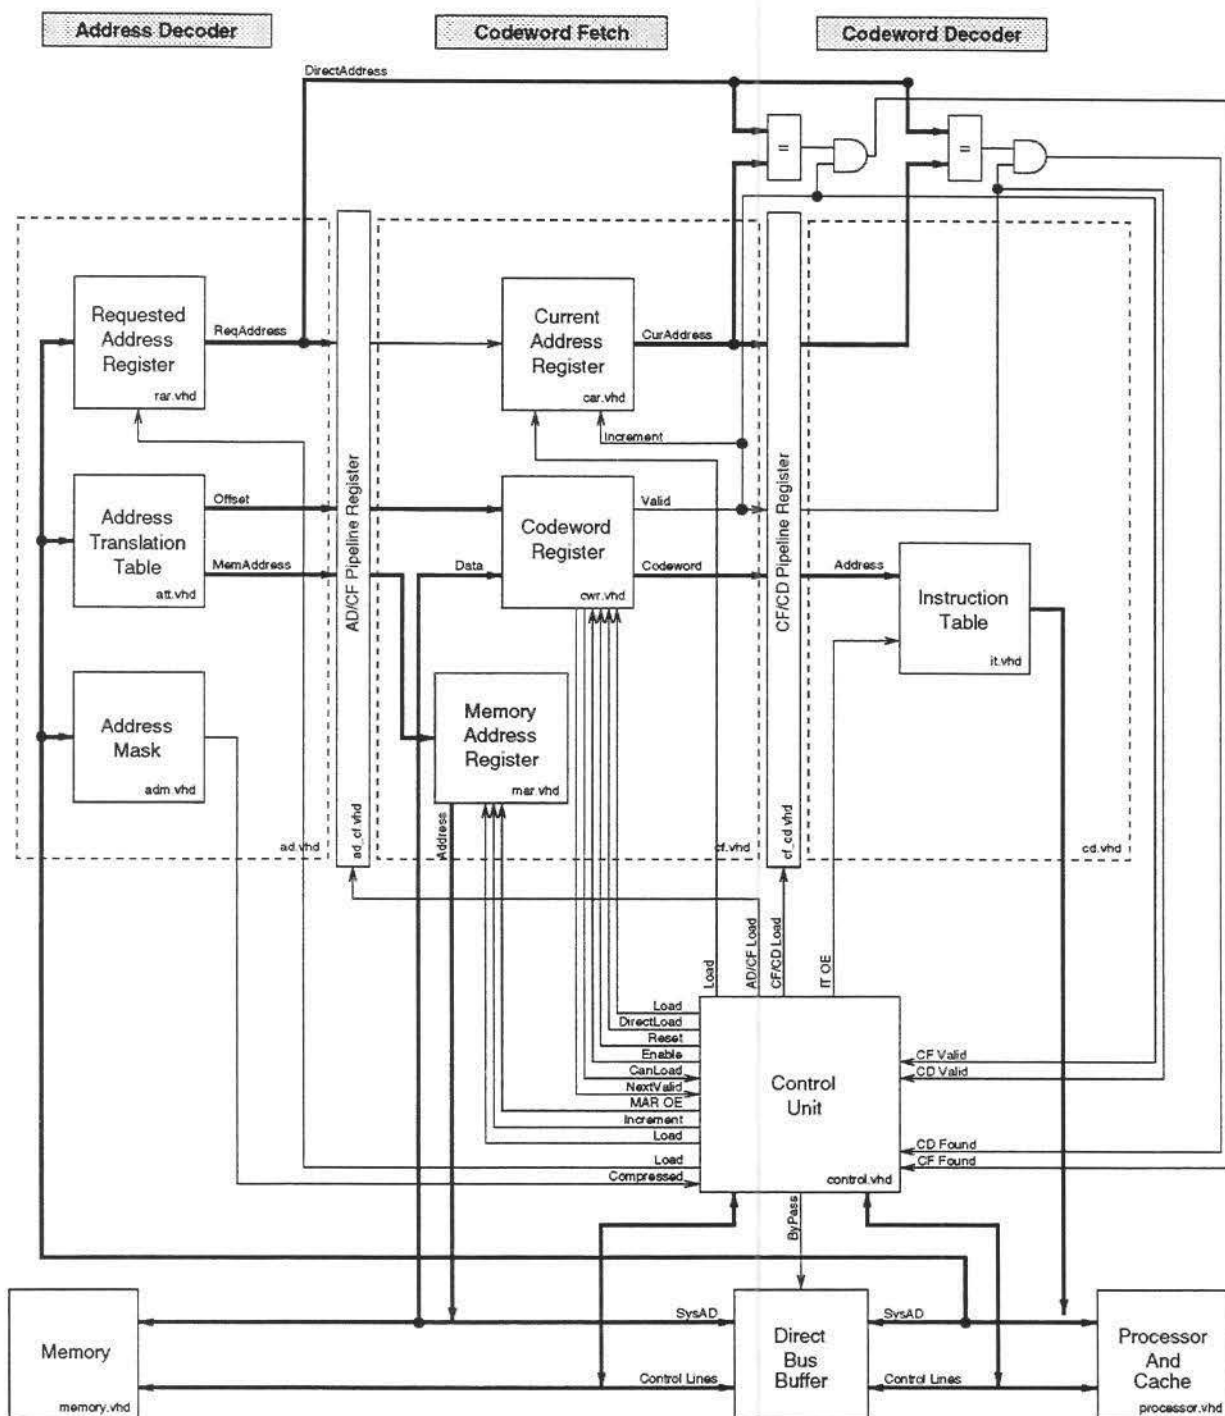 Address Decoder
Codeword Fetch
Codeword Decoder
DirectAddress
=
=
Requested
Address
Register
rar.vhd
ReqAddress
Current
Address
Register
car.vhd
CurAddress
Increment
AD/CF Pipeline Register
ad_cf.vhd
CF/CD Pipeline Register
cf_cd.vhd
Address
Translation
Table
att.vhd
Offset
MemAddress
Data
Codeword
Register
cwr.vhd
Valid
Codeword
Address
Instruction
Table
it.vhd
Address
Mask
adm.vhd
Memory
Address
Register
mar.vhd
Address
ad.vhd
cf.vhd
cd.vhd
Load
AD/CF Load
CF/CD Load
IT OE
Load
DirectLoad
Reset
Enable
CanLoad
NextValid
MAR OE
Increment
Load
Load
Compressed
Control
Unit
control.vhd
CF Valid
CD Valid
CD Found
CF Found
ByPass
Memory
memory.vhd
SysAD
Control Lines
Direct
Bus
Buffer
SysAD
Control Lines
Processor
And
Cache
processor.vhd